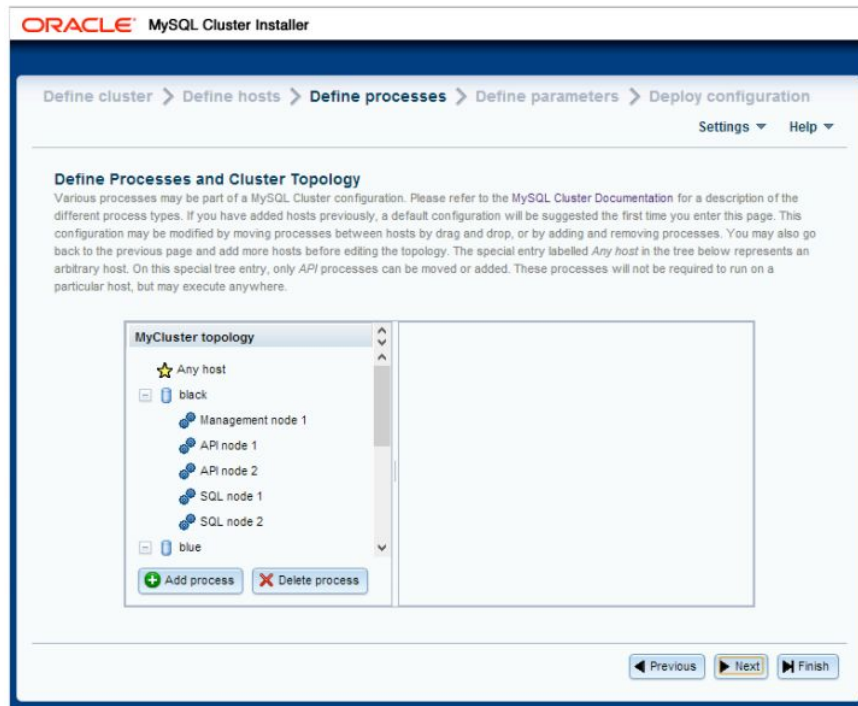 ORACLE MySQL Cluster Installer
Define cluster > Define hosts > Define processes > Define parameters > Deploy configuration
Settings Help
Define Processes and Cluster Topology
Various processes may be part of a MySQL Cluster configuration. Please refer to the MySQL Cluster Documentation for a description of the
different process types. If you have added hosts previously, a default configuration will be suggested the first time you enter this page. This
configuration may be modified by moving processes between hosts by drag and drop, or by adding and removing processes. You may also go
back to the previous page and add more hosts before editing the topology. The special entry labelled Any host in the tree below represents an
arbitrary host. On this special tree entry, only API processes can be moved or added. These processes will not be required to run on a
particular host, but may execute anywhere.
MyCluster topology
Any host
black
Management node 1
API node 1
API node 2
SQL node 1
SQL node 2
blue
Add process Delete process
Previous Next Finish